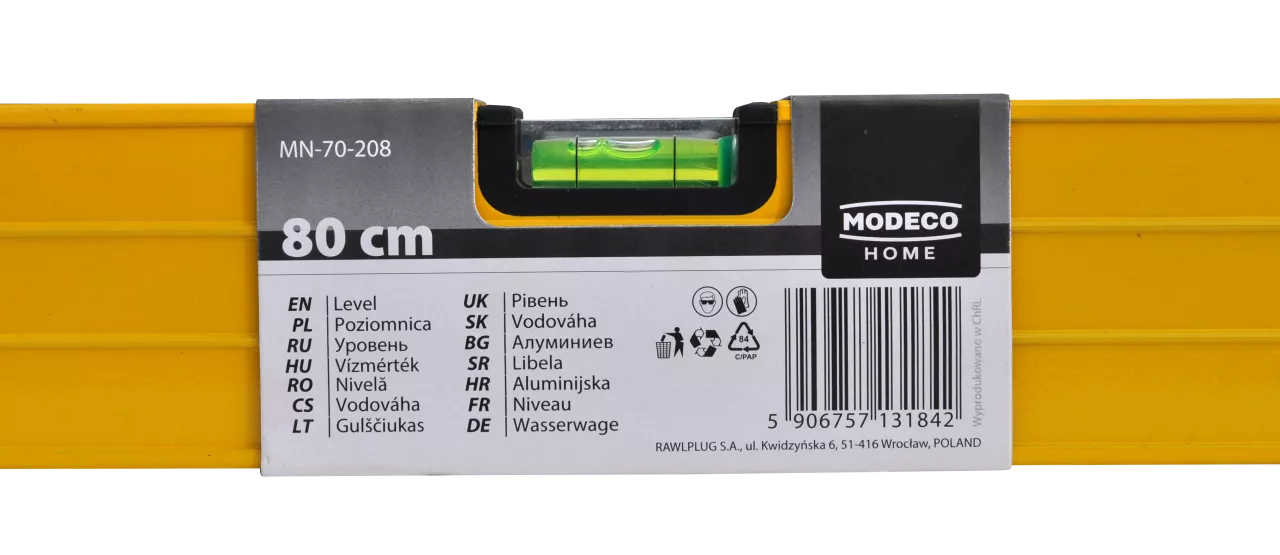 MN-70-208
80 cm
MODECO
HOME
EN Level
PL Poziomnica
RU Уровень
HU Vízmérték
RO Nivelă
CS Vodováha
LT Gulščiukas
UK Рівень
SK Vodováha
BG Алуминиев
SR Libela
HR Aluminijska
FR Niveau
DE Wasserwage
84
C/PAP
5 906757 131842
Wyprodukowano w ChRL
RAWLPLUG S.A., ul. Kwidzyńska 6, 51-416 Wrocław, POLAND